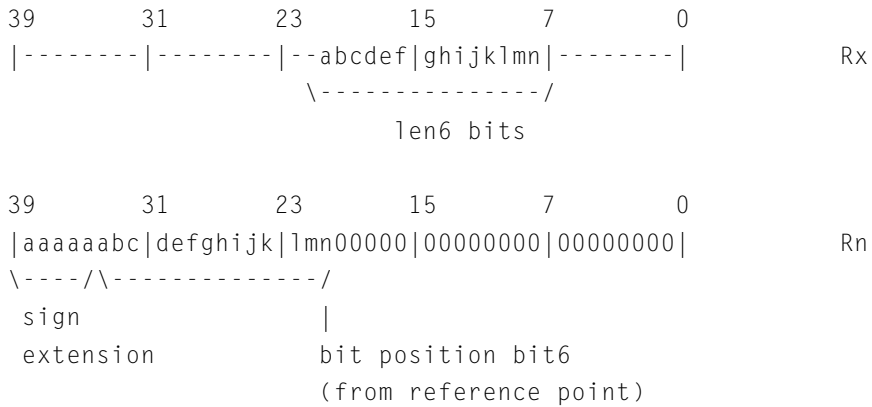 39 31 23 15 7 0
|--------|--------|--abcdef|ghijklmn|--------| Rx
\---------------/
len6 bits
39 31 23 15 7 0
|aaaaaabc|defghijk|lmn00000|00000000|00000000| Rn
\----/\--------------/
sign |
extension bit position bit6
(from reference point)